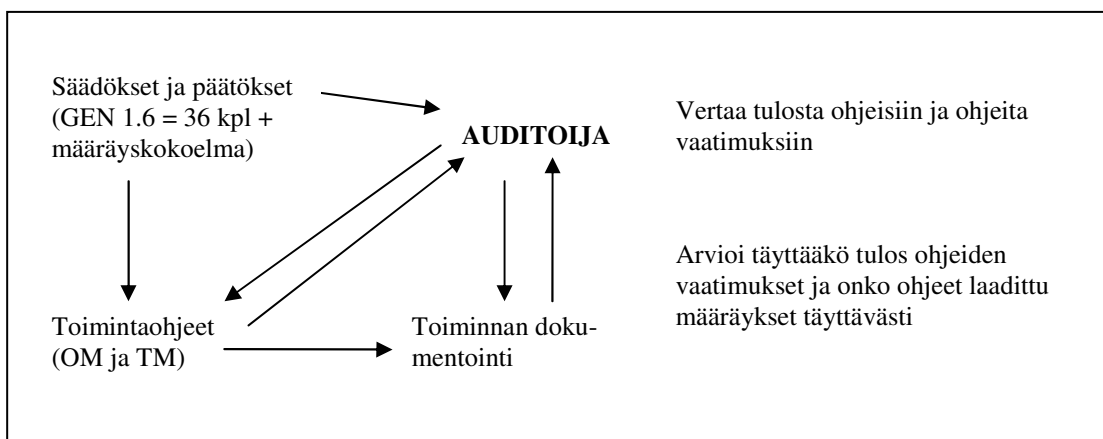 Säädökset ja päätökset
(GEN 1.6 = 36 kpl +
määräyskokoelma)
AUDITOIJA
Vertaa tulosta ohjeisiin ja ohjeita
vaatimuksiin
Arvioi täyttääkö tulos ohjeiden
vaatimukset ja onko ohjeet laadittu
määräykset täyttävästi
Toimintaohjeet
(OM ja TM)
Toiminnan doku-
mentointi